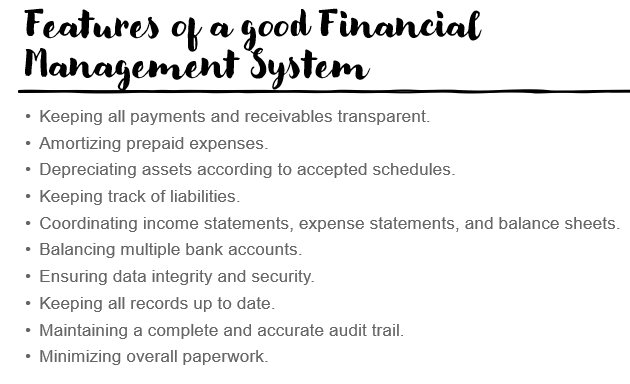 Features of a good Financial
Management System
• Keeping all payments and receivables transparent.
• Amortizing prepaid expenses.
• Depreciating assets according to accepted schedules.
• Keeping track of liabilities.
• Coordinating income statements, expense statements, and balance sheets.
• Balancing multiple bank accounts.
• Ensuring data integrity and security.
• Keeping all records up to date.
• Maintaining a complete and accurate audit trail.
• Minimizing overall paperwork.